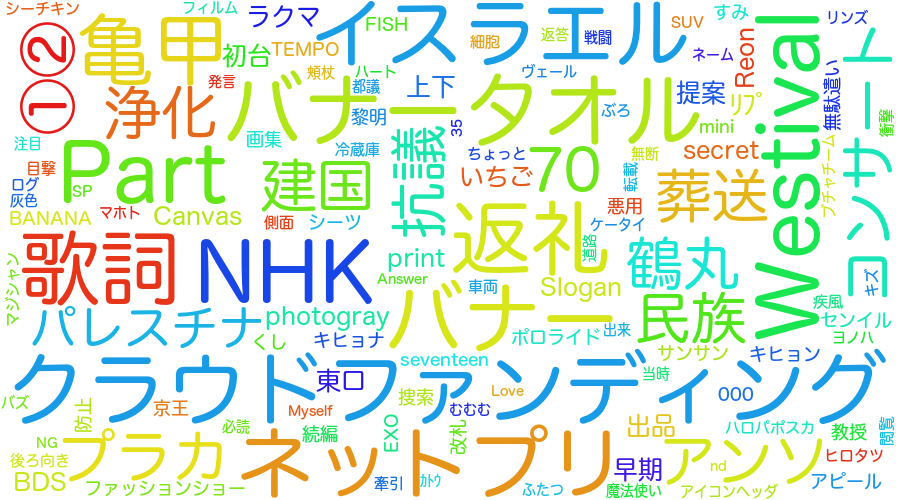 シーチキン
フィルム
ラクマ
イスラエル
FISH
返答
戦闘
SUV
すみ
リンズ
①②
亀甲
初台
TEMPO
細胞
ネーム
Reon
Westival
コンサート
発言
頬杖
ハート
ヴェール
浄化
バナータオル
提案
リプ
無駄遣い
都議
上下
ぶろ
衝撃
注目
画集
黎明
35
mini
目撃
冷蔵庫
ちょっと
無断
secret
ブチャチーム
ログ
SP
Part
建国
抗議
いちご
70
転載
葬送
灰色
BANANA
マホト
Canvas
側面
シーツ
返礼
悪用
ケータイ
歌詞
NHK
print
道路
鶴丸
Answer
車両
Slogan
キズ
マジシャン
パレスチナ
photogray
バナー
民族
疾風
センイル
くし
キヒョナ
ポロライド
出来
ヨノハ
seventeen
サンサン
キヒョン
クラウドファンディング
東口
捜索
Love
当時
000
バズ
防止
京王
Myself
むむむ
必読
続編
EXO
改札
出品
ハロパポスカ
教授
閲覧
NG
プラカ
ネットプリ
アンソ
後ろ向き
早期
nd
ヒロタツ
BDS
ファッションショー
牽引
ｶﾄｳ
ふたつ
魔法使い
アイコンヘッダ
アピール